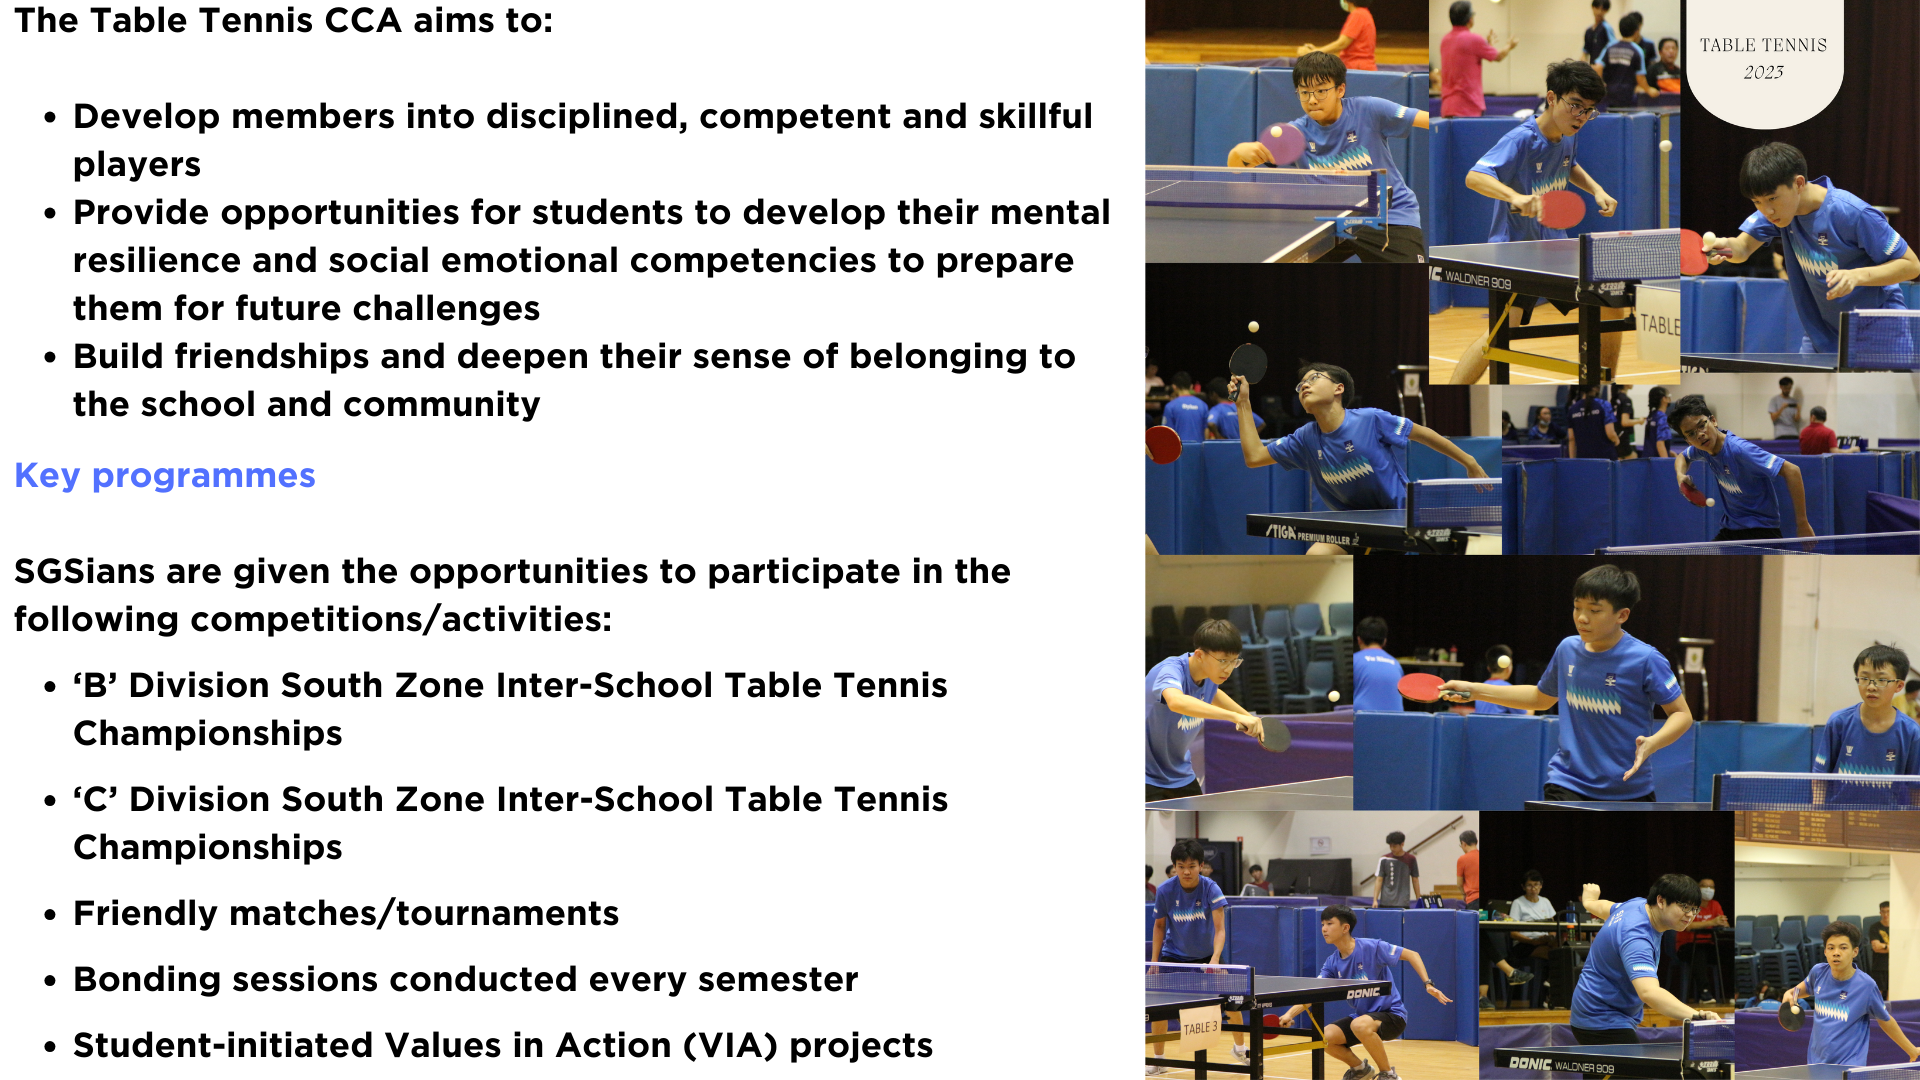 The Table Tennis CCA aims to:
• Develop members into disciplined, competent and skillful
players
• Provide opportunities for students to develop their mental
resilience and social emotional competencies to prepare
them for future challenges
• Build friendships and deepen their sense of belonging to
the school and community
Key programmes
SGSians are given the opportunities to participate in the
following competitions/activities:
• ‘B’ Division South Zone Inter-School Table Tennis
Championships
• ‘C’ Division South Zone Inter-School Table Tennis
Championships
• Friendly matches/tournaments
• Bonding sessions conducted every semester
• Student-initiated Values in Action (VIA) projects
TABLE TENNIS
2023
WALDNER 909
TABLE
STIGA PREMIUM ROLLER
DONIC
TABLE 3
DONIC WALDNER 909